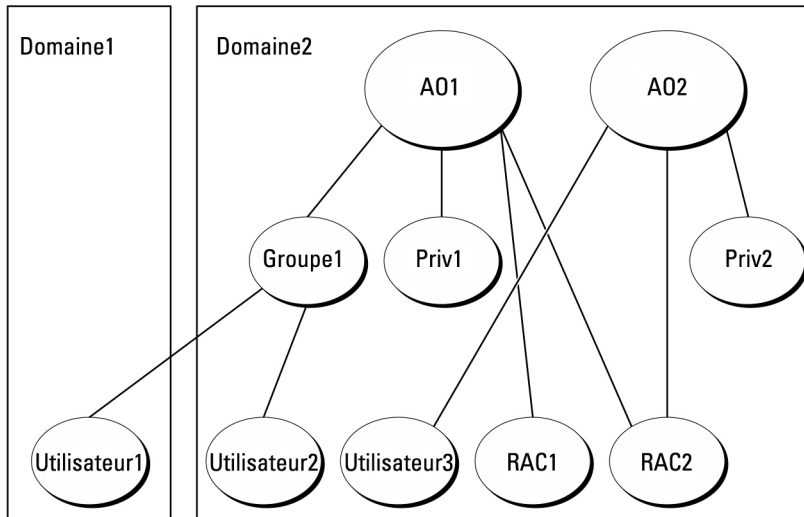 Domaine1
Domaine2
AO1
AO2
Groupe1
Priv1
Priv2
Utilisateur1
Utilisateur2
Utilisateur3
RAC1
RAC2